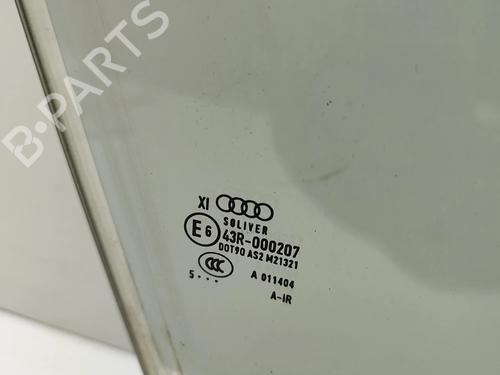 B-PARTS
XI
SOLIVER
E6 43R-000207
DOT90 AS2 M21321
CCC A 011404
5•••
A-IR